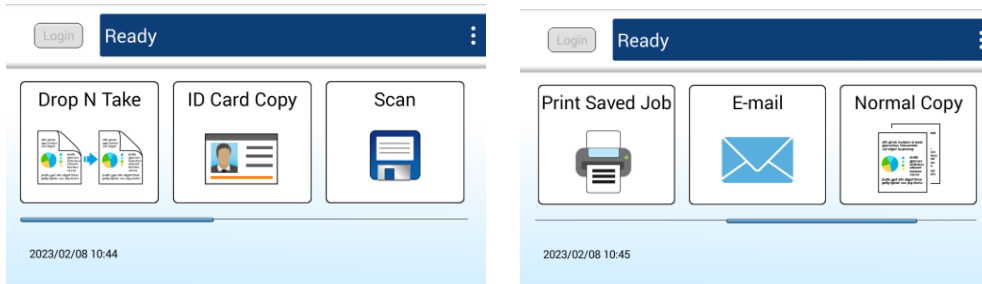 Login
Ready
Drop N Take
ID Card Copy
Scan
2023/02/08 10:44
Login
Ready
Print Saved Job
E-mail
Normal Copy
2023/02/08 10:45